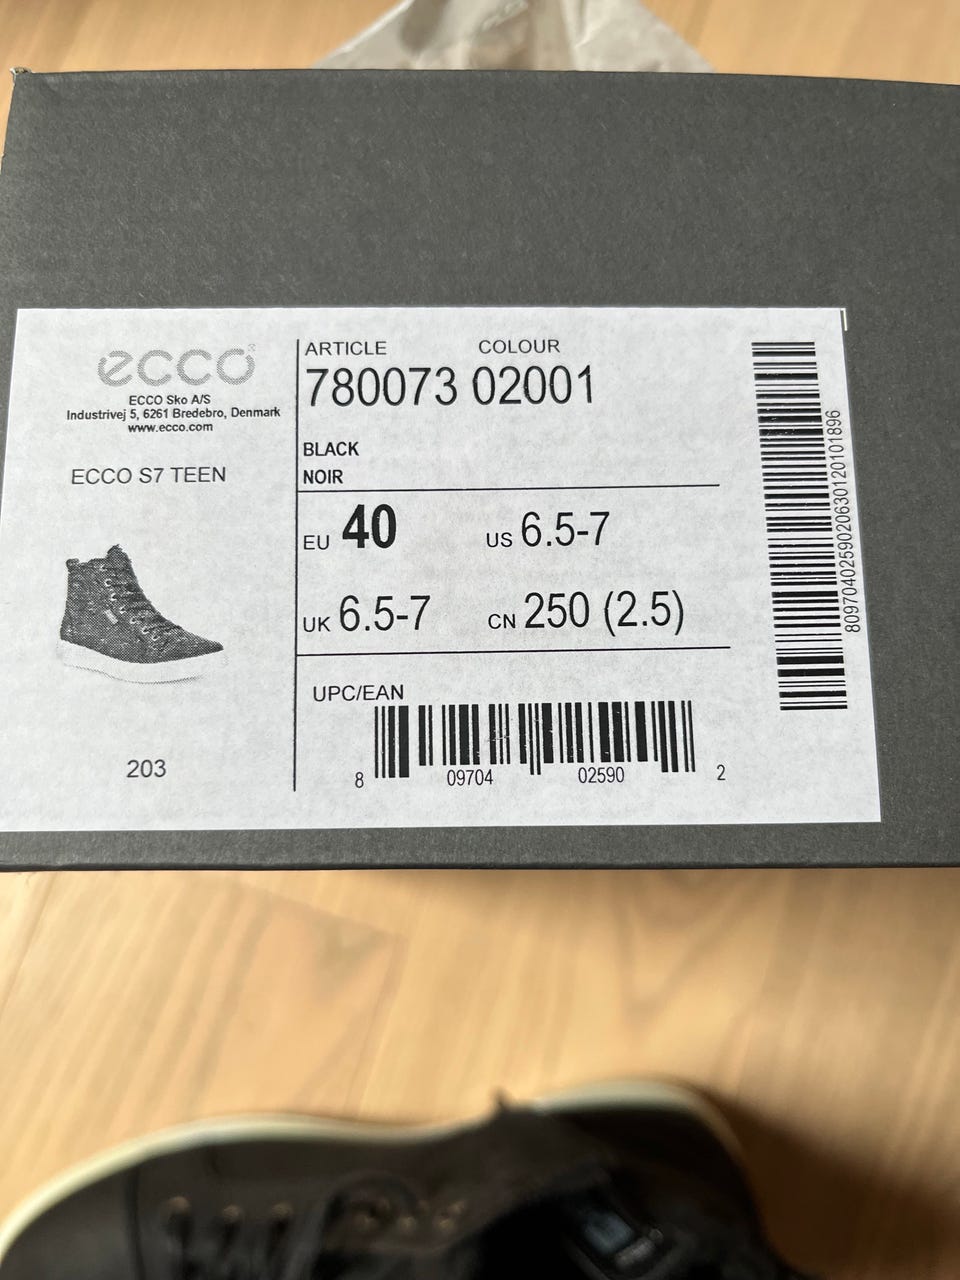 ecco
ECCO Sko A/S
Industrivej 5, 6261 Bredebro, Denmark
www.ecco.com
ECCO S7 TEEN
203
ARTICLE COLOUR
780073 02001
BLACK
NOIR
EU 40 US 6.5-7
UK 6.5-7 CN 250 (2.5)
UPC/EAN
8 09704 02590 2
809704025902063012010​1896